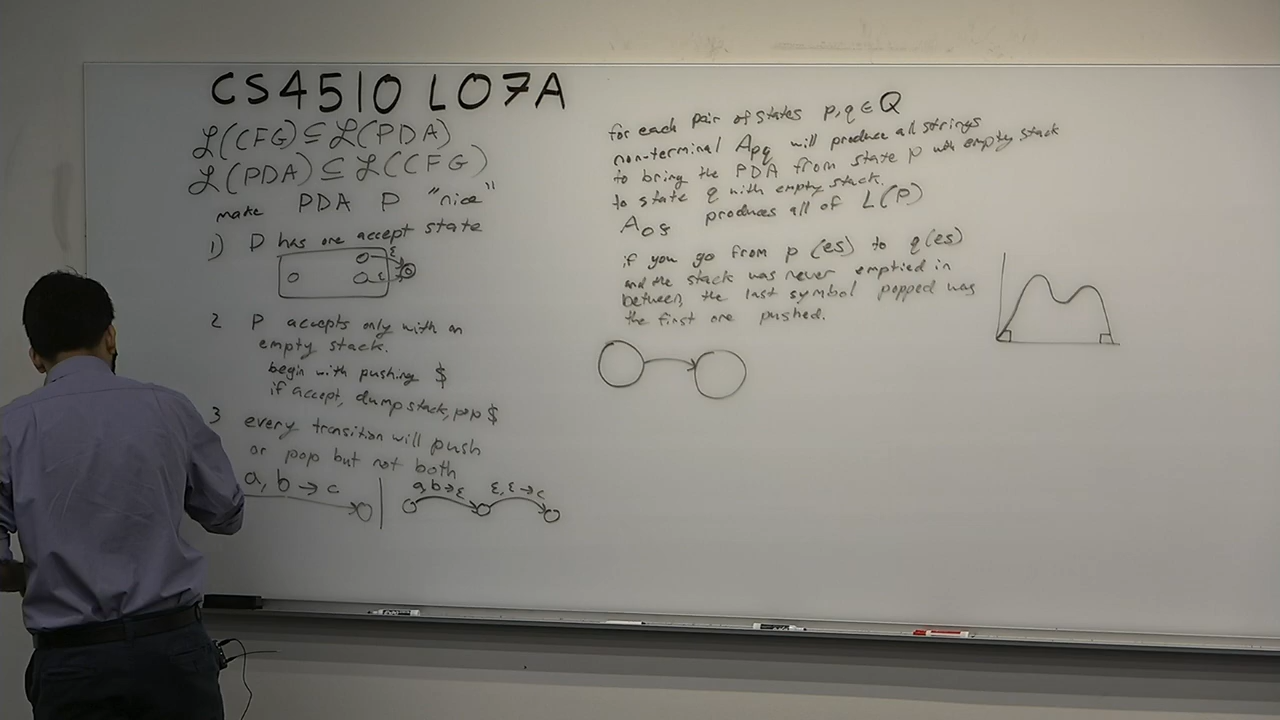 CS4510 L07A
ℒ(CFG) ⊆ ℒ(PDA)
ℒ(PDA) ⊆ ℒ(CFG)
make PDA P "nice"
1) P has one accept state
ε
ε
2 P accepts only with an
empty stack.
begin with pushing $
if accept, dump stack, pop $
3 every transition will push
or pop but not both
a, b → c
a, b → ε ε, ε → c
for each pair of states p,q ∈ Q
non-terminal Apq will produce all strings
to bring the PDA from state p with empty stack
to state q with empty stack.
A0s produces all of L(P)
if you go from p (es) to q (es)
and the stack was never emptied in
between, the last symbol popped was
the first one pushed.